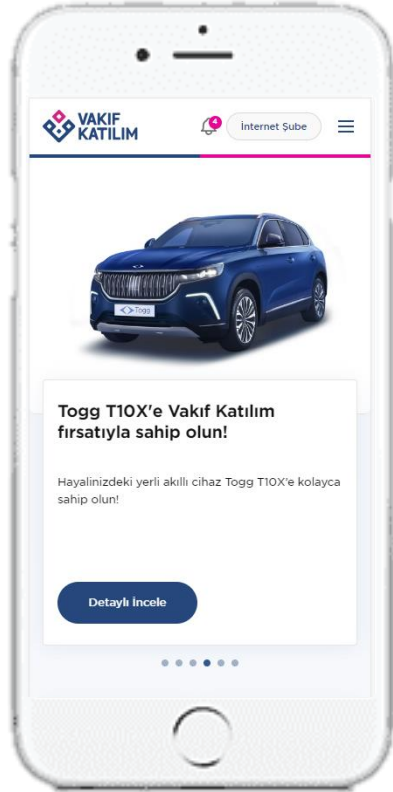 VAKIF
KATILIM
4
İnternet Şube
Togg
Togg T10X'e Vakıf Katılım
fırsatıyla sahip olun!
Hayalinizdeki yerli akıllı cihaz Togg T10X'e kolayca
sahip olun!
Detaylı İncele